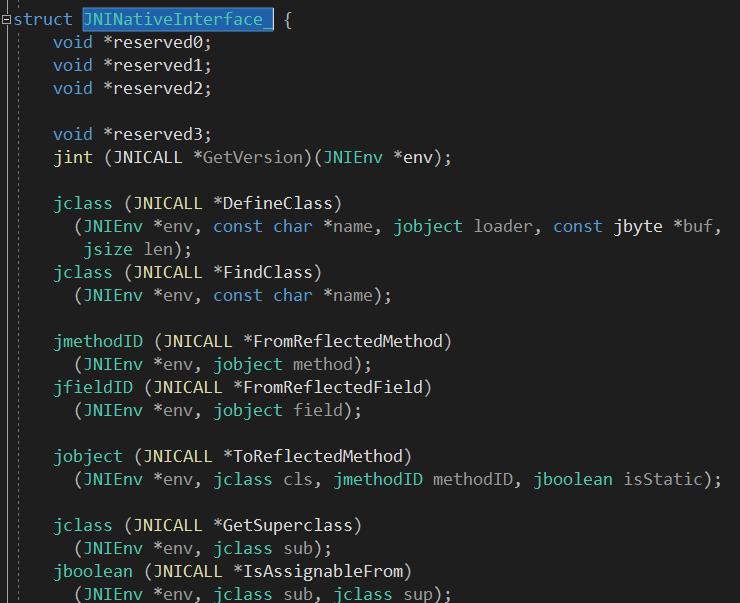 struct JNINativeInterface_ {
void *reserved0;
void *reserved1;
void *reserved2;
void *reserved3;
jint (JNICALL *GetVersion)(JNIEnv *env);
jclass (JNICALL *DefineClass)
(JNIEnv *env, const char *name, jobject loader, const jbyte *buf,
jsize len);
jclass (JNICALL *FindClass)
(JNIEnv *env, const char *name);
jmethodID (JNICALL *FromReflectedMethod)
(JNIEnv *env, jobject method);
jfieldID (JNICALL *FromReflectedField)
(JNIEnv *env, jobject field);
jobject (JNICALL *ToReflectedMethod)
(JNIEnv *env, jclass cls, jmethodID methodID, jboolean isStatic);
jclass (JNICALL *GetSuperclass)
(JNIEnv *env, jclass sub);
jboolean (JNICALL *IsAssignableFrom)
(JNIEnv *env, jclass sub, jclass sup);